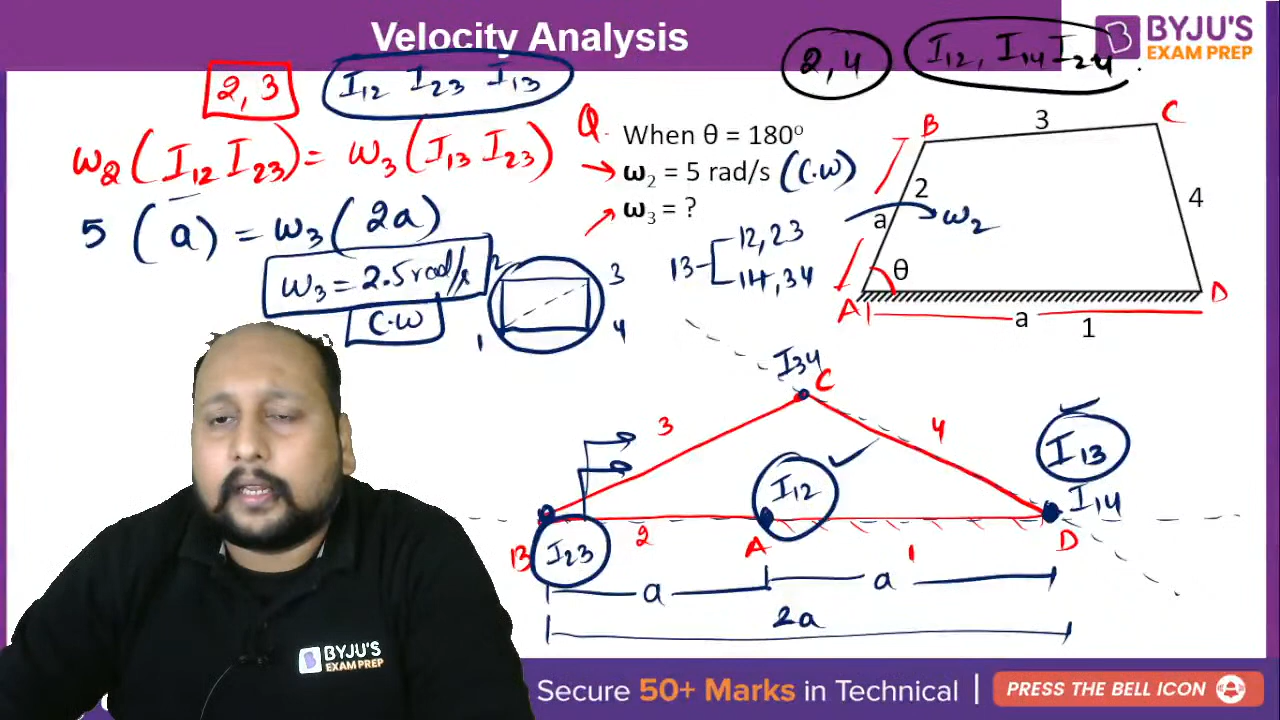 Velocity Analysis
BYJU'S
EXAM PREP
2, 3
I12 I23 I13
2, 4
I12, I14 I24
ω2 (I12 I23) = ω3 (I13 I23)
5 (a) = ω3 (2a)
ω3 = 2.5 rad/s
C.W
Q.
When θ = 180°
ω2 = 5 rad/s (C.W)
ω3 = ?
13
12,23
14,34
2
3
1
4
B
3
C
2
a
ω2
4
θ
A
a
1
D
I34
C
3
4
I13
I12
I14
I23
B
2
A
1
D
a
a
2a
BYJU'S
EXAM PREP
Secure 50+ Marks in Technical
PRESS THE BELL ICON